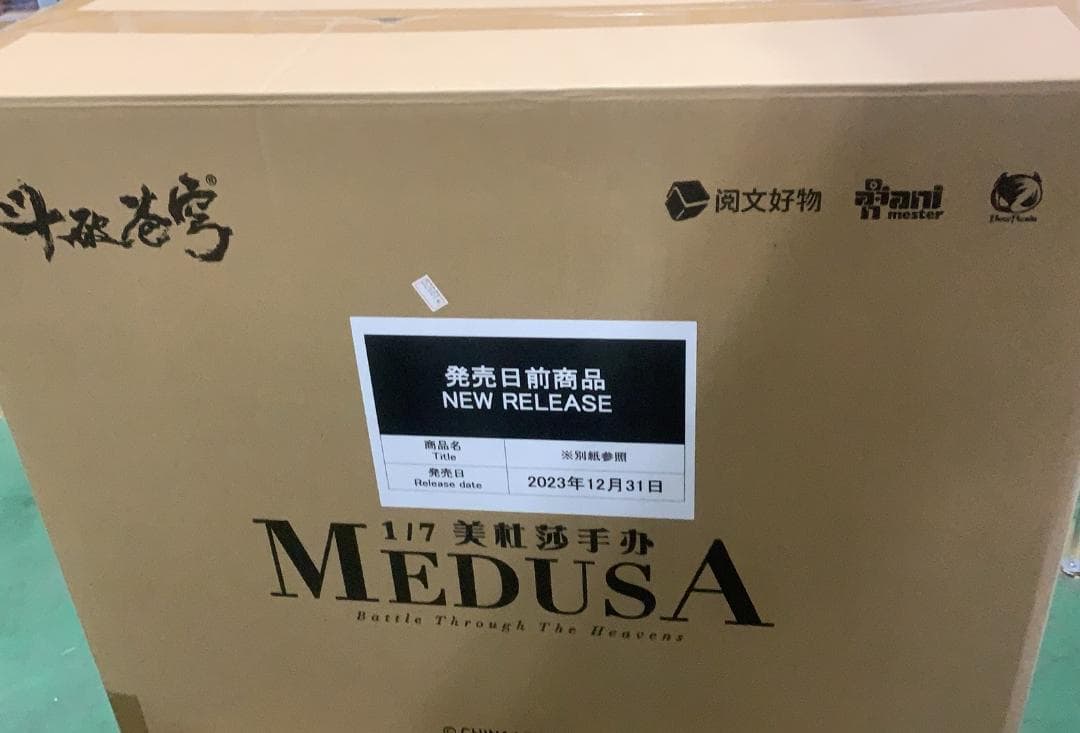 斗破苍穹®
阅文好物
Ani
mester
発売日前商品
NEW RELEASE
商品名
Title
※別紙参照
発売日
Release date
2023年12月31日
1/7 美杜莎手办
MEDUSA
Battle Through The Heavens
© CHINA